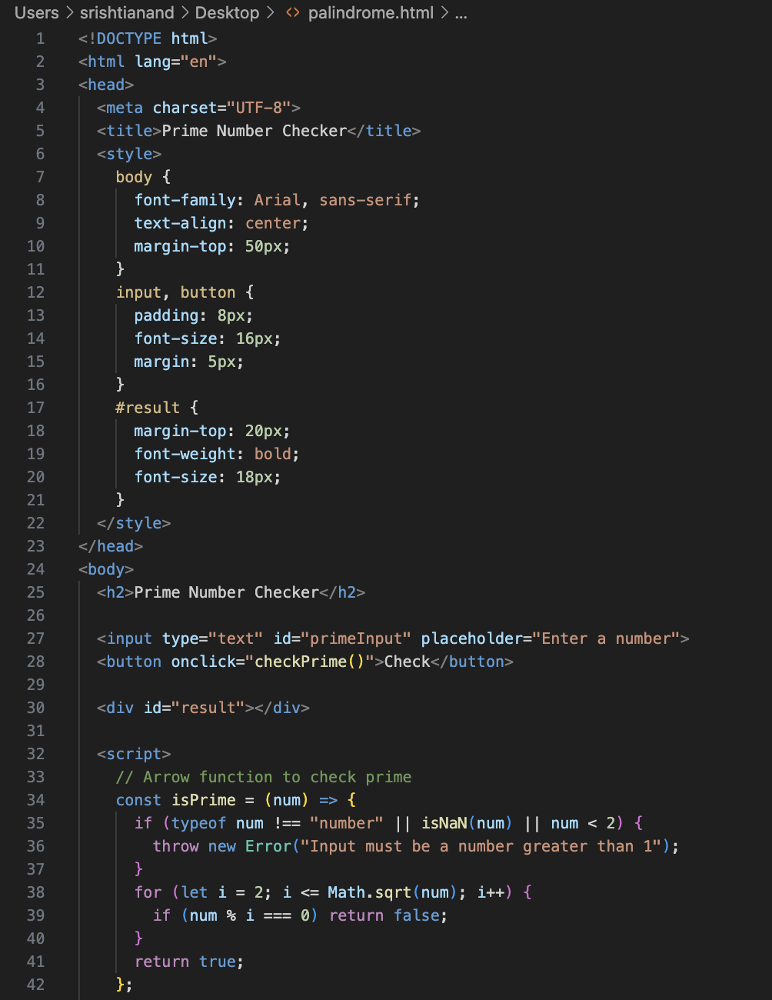 Users > srishtianand > Desktop > <> palindrome.html > ...
1 <!DOCTYPE html>
2 <html lang="en">
3 <head>
4   <meta charset="UTF-8">
5   <title>Prime Number Checker</title>
6   <style>
7     body {
8       font-family: Arial, sans-serif;
9       text-align: center;
10       margin-top: 50px;
11     }
12     input, button {
13       padding: 8px;
14       font-size: 16px;
15       margin: 5px;
16     }
17     #result {
18       margin-top: 20px;
19       font-weight: bold;
20       font-size: 18px;
21     }
22   </style>
23 </head>
24 <body>
25   <h2>Prime Number Checker</h2>
26
27   <input type="text" id="primeInput" placeholder="Enter a number">
28   <button onclick="checkPrime()">Check</button>
29
30   <div id="result"></div>
31
32   <script>
33     // Arrow function to check prime
34     const isPrime = (num) => {
35       if (typeof num !== "number" || isNaN(num) || num < 2) {
36         throw new Error("Input must be a number greater than 1");
37       }
38       for (let i = 2; i <= Math.sqrt(num); i++) {
39         if (num % i === 0) return false;
40       }
41       return true;
42     };